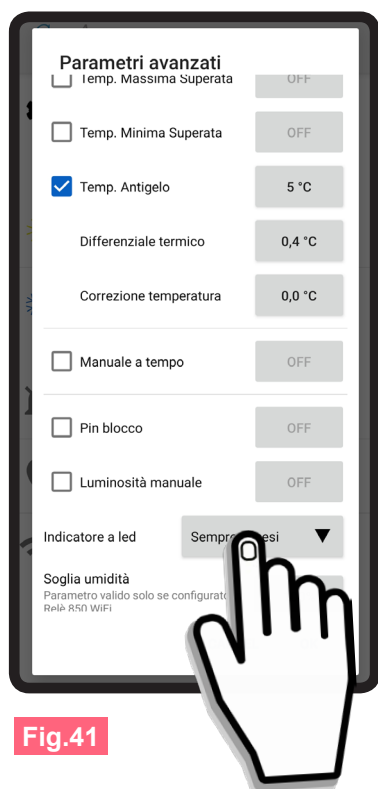 Parametri avanzati
Temp. Massima Superata OFF
Temp. Minima Superata OFF
Temp. Antigelo 5 °C
Differenziale termico 0,4 °C
Correzione temperatura 0,0 °C
Manuale a tempo OFF
Pin blocco OFF
Luminosità manuale OFF
Indicatore a led
Soglia umidità
Parametro valido solo se
Relè 850 WiFi
Fig.41